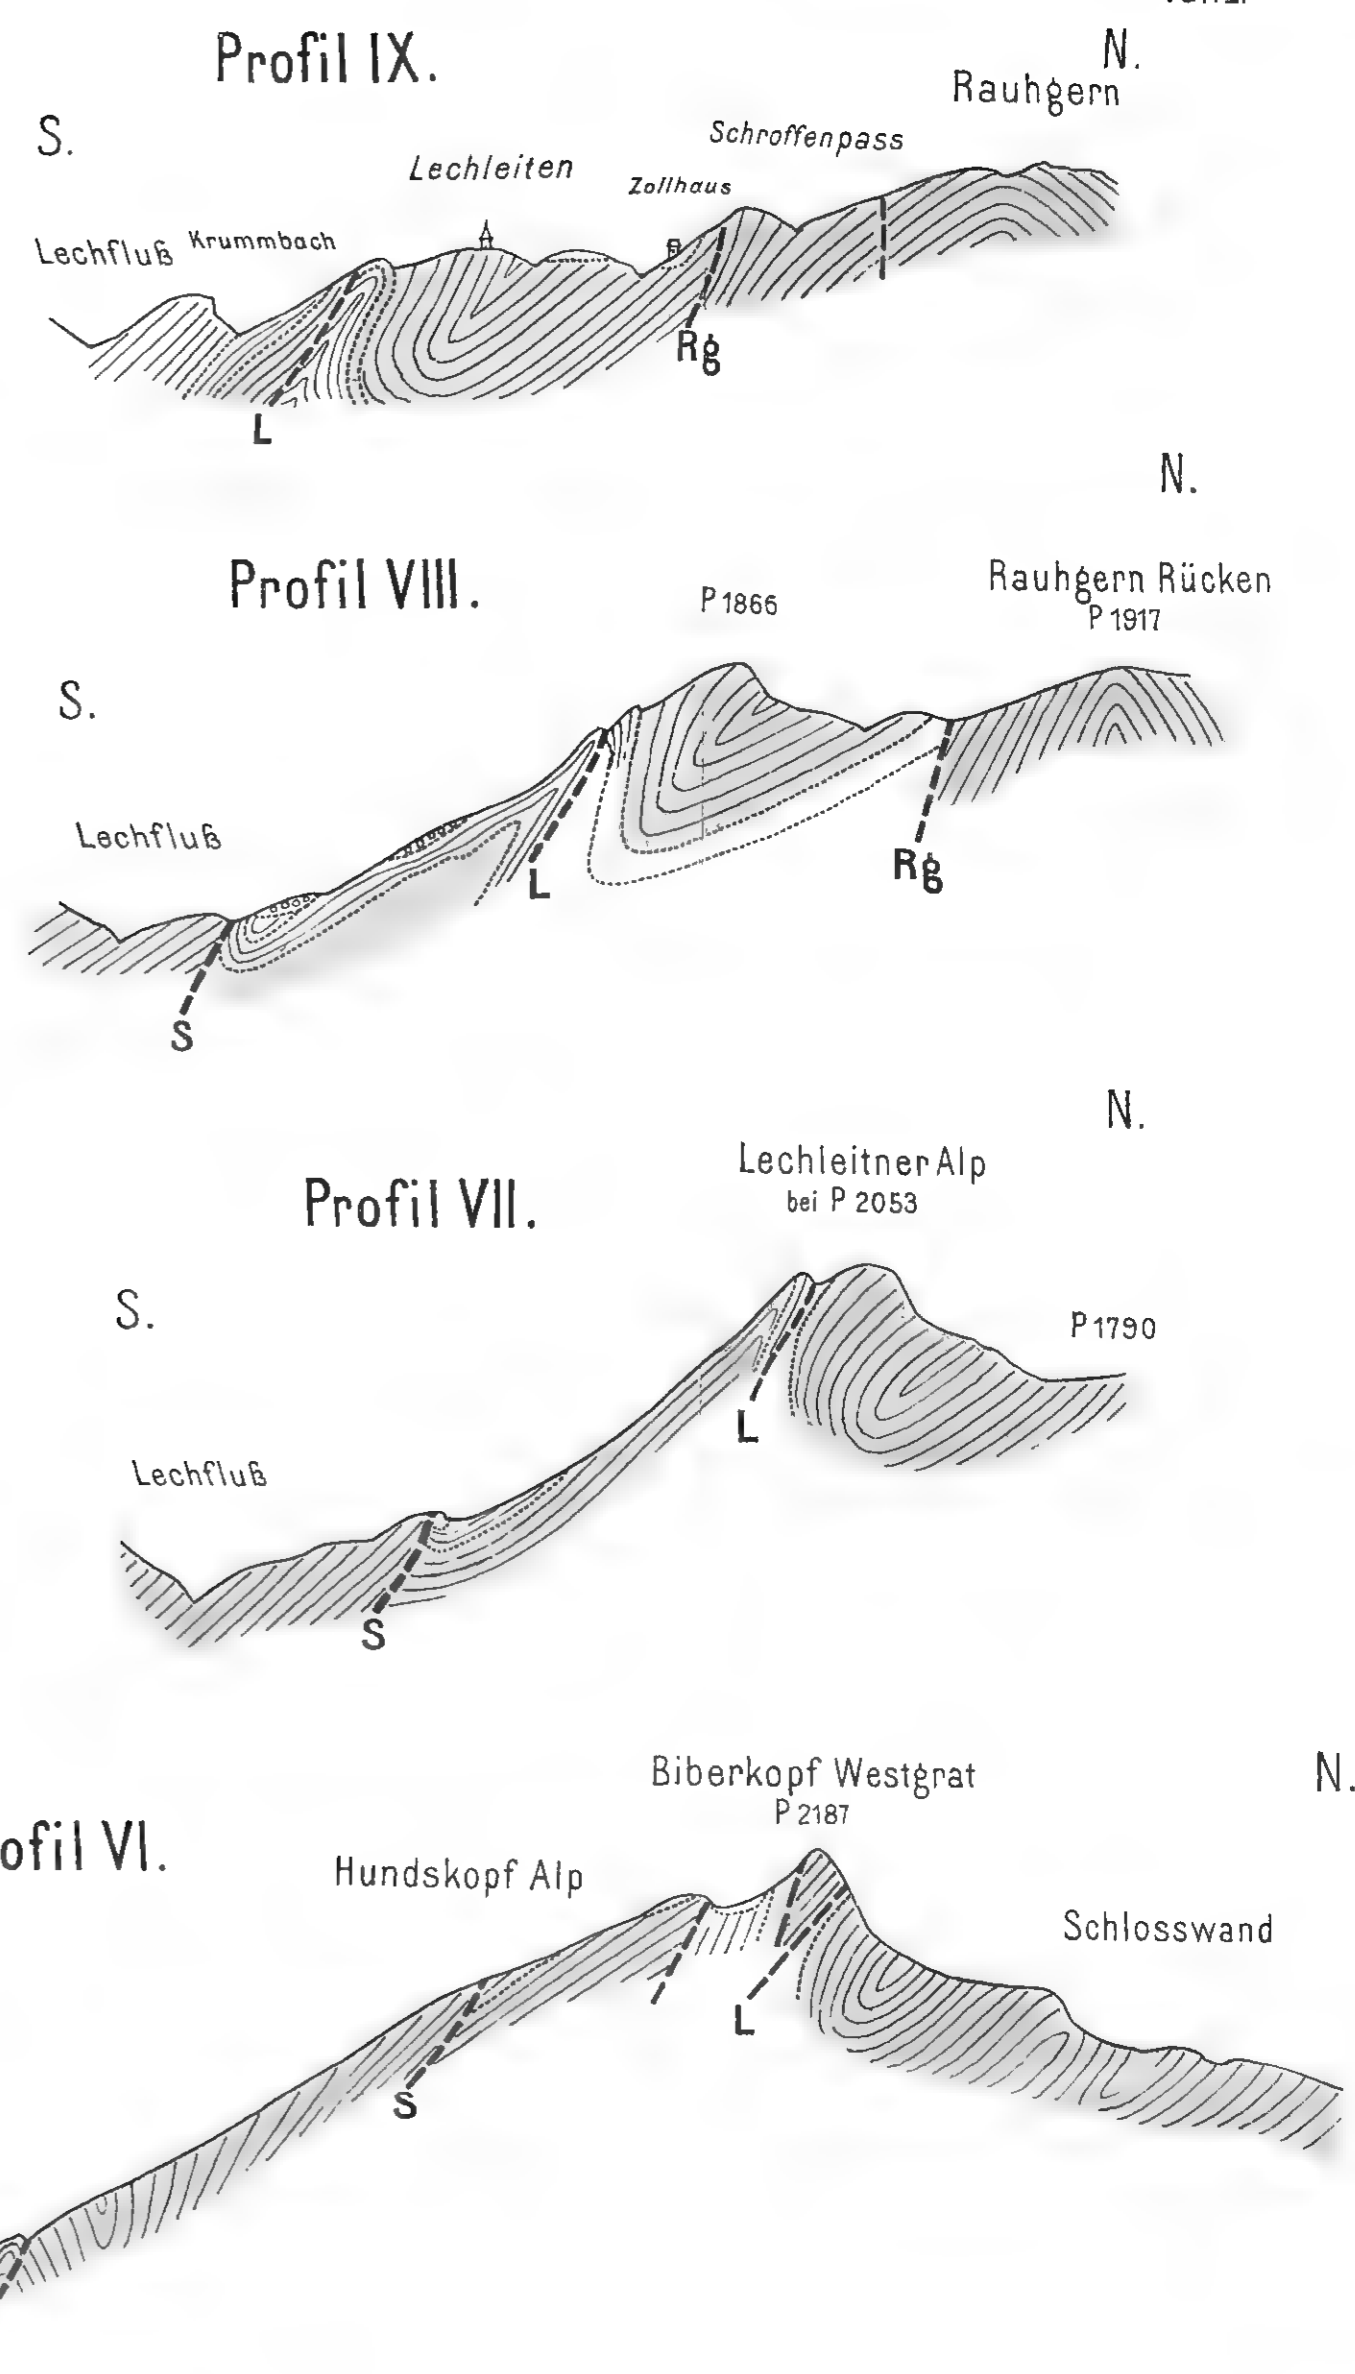 Profil IX.
N.
Rauhgern
S.
Schroffenpass
Lechleiten
Zollhaus
Lechfluß
Krummbach
Rg
L
N.
Profil VIII.
P 1866
Rauhgern Rücken
P 1917
S.
Lechfluß
L
Rg
S
N.
Lechleitner Alp
bei P 2053
Profil VII.
S.
P 1790
L
Lechfluß
S
Biberkopf Westgrat
P 2187
N.
ofil VI.
Hundskopf Alp
Schlosswand
L
S